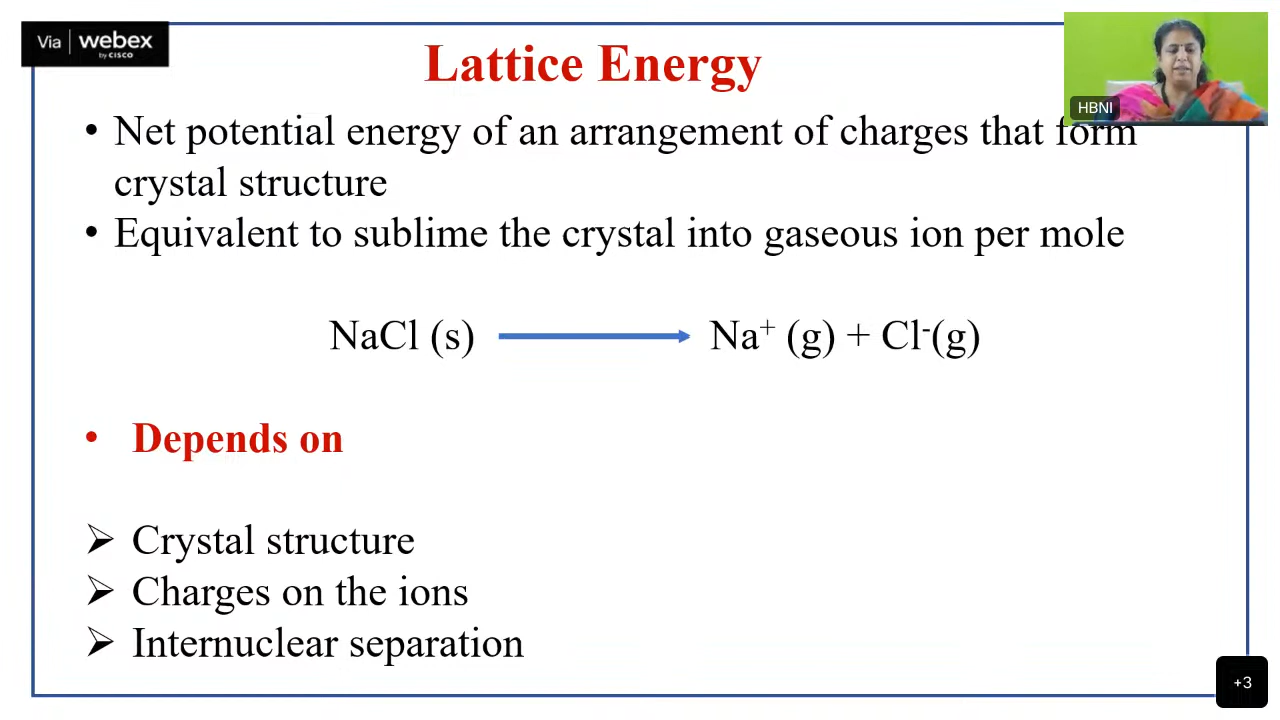 Via webex
by CISCO
Lattice Energy
HBNI
• Net potential energy of an arrangement of charges that form
crystal structure
• Equivalent to sublime the crystal into gaseous ion per mole
NaCl (s) → Na⁺ (g) + Cl⁻(g)
• Depends on
➢ Crystal structure
➢ Charges on the ions
➢ Internuclear separation
+3